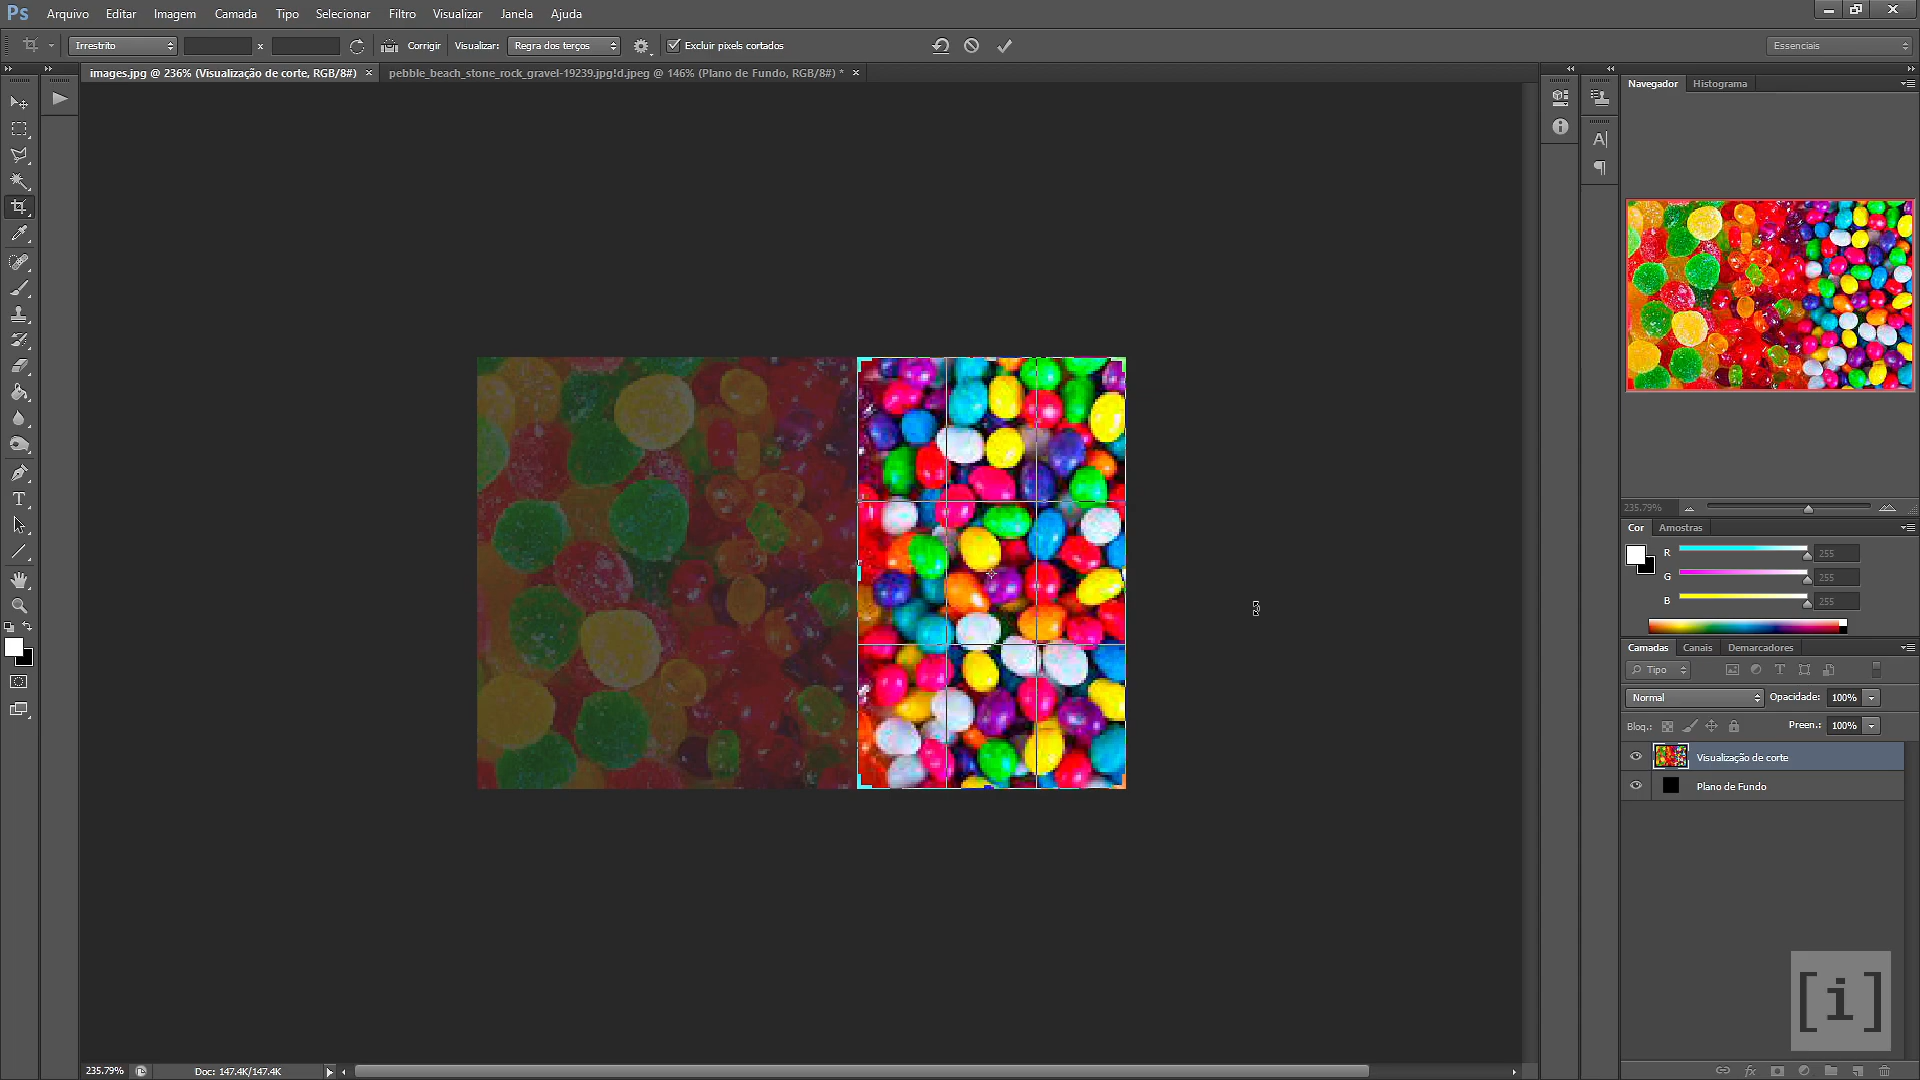 Ps Arquivo Editar Imagem Camada Tipo Selecionar Filtro Visualizar Janela Ajuda
Irrestrito x Corrigir Visualizar: Regra dos terços Excluir pixels cortados Essenciais
images.jpg @ 236% (Visualização de corte, RGB/8#) × pebble_beach_stone_rock_gravel-19239.jpg!d.jpeg @ 146% (Plano de Fundo, RGB/8#) * ×
Navegador Histograma
235.79%
Cor Amostras
R 255
G 255
B 255
Camadas Canais Demarcadores
Tipo
Normal Opacidade: 100%
Bloq.: Preen.: 100%
Visualização de corte
Plano de Fundo
[i]
235.79% Doc: 147.4K/147.4K
fx